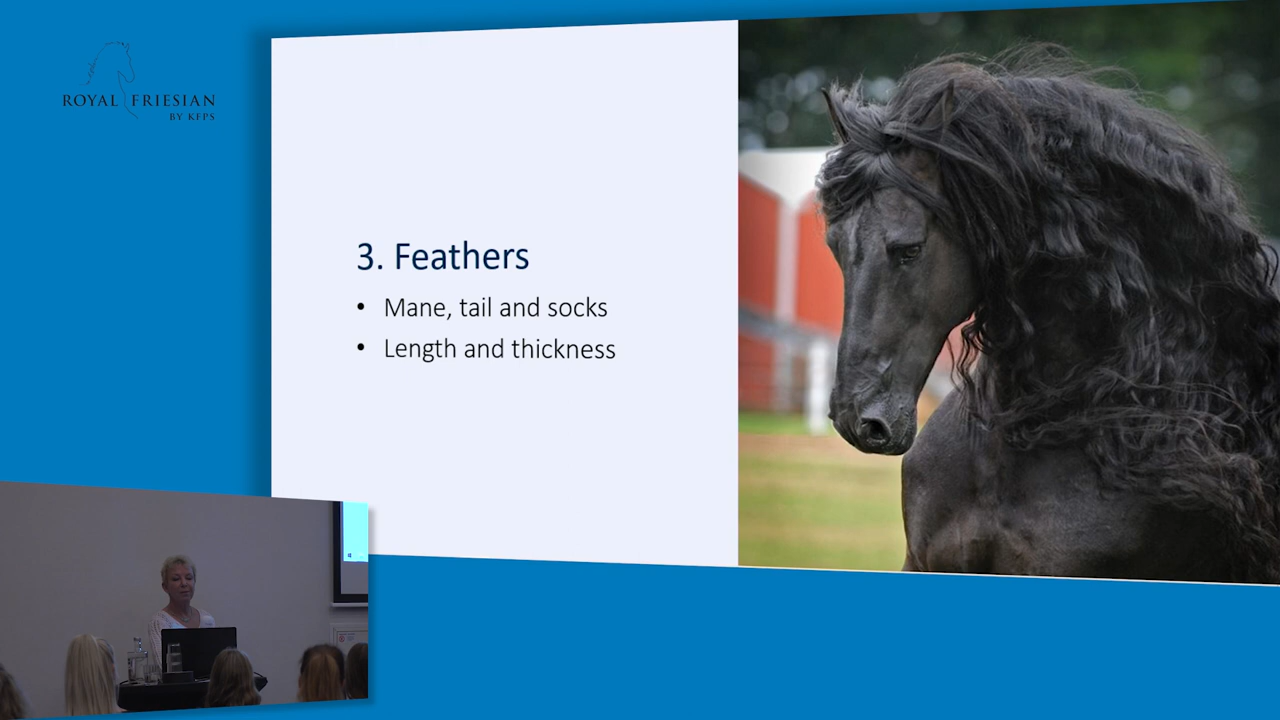 ROYAL FRIESIAN
BY KFPS
3. Feathers
• Mane, tail and socks
• Length and thickness